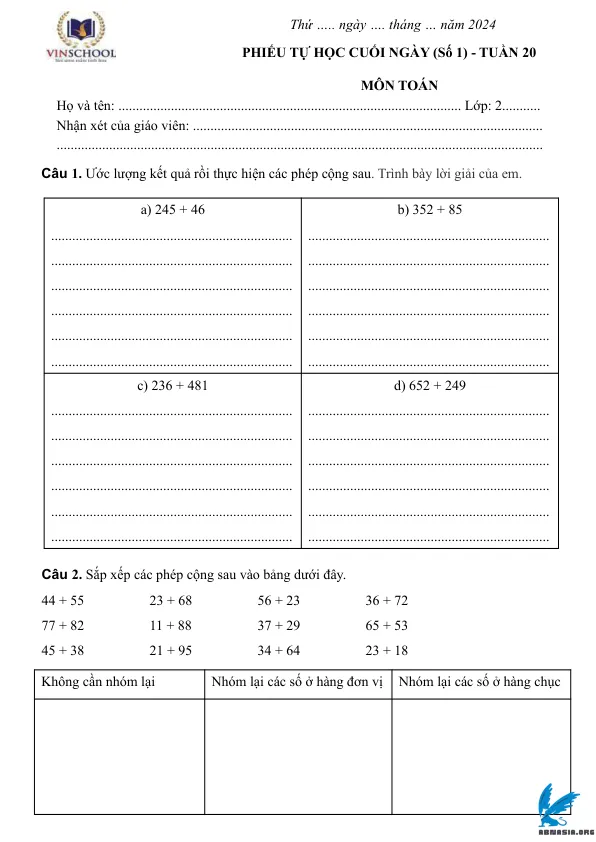 Thứ ..... ngày .... tháng ... năm 2024
VINSCHOOL
PHIẾU TỰ HỌC CUỐI NGÀY (Số 1) - TUẦN 20
MÔN TOÁN
Họ và tên: .................................................................................................. Lớp: 2...........
Nhận xét của giáo viên: ....................................................................................................
...........................................................................................................................................
Câu 1. Ước lượng kết quả rồi thực hiện các phép cộng sau. Trình bày lời giải của em.
a) 245 + 46
b) 352 + 85
c) 236 + 481
d) 652 + 249
Câu 2. Sắp xếp các phép cộng sau vào bảng dưới đây.
44 + 55 23 + 68 56 + 23 36 + 72
77 + 82 11 + 88 37 + 29 65 + 53
45 + 38 21 + 95 34 + 64 23 + 18
Không cần nhóm lại Nhóm lại các số ở hàng đơn vị Nhóm lại các số ở hàng chục
ABNASIA.ORG